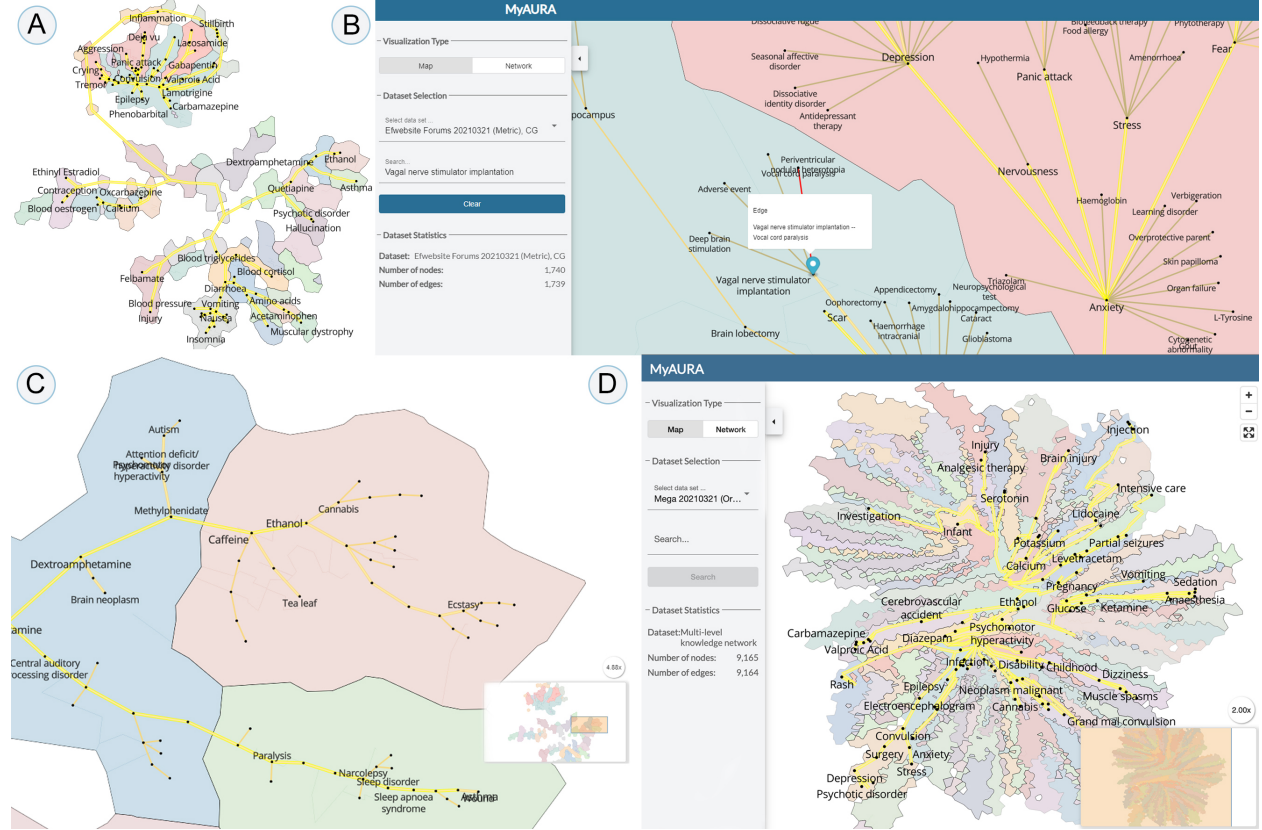 A
Inflammation
Stillbirth
Deja vu
Lacosamide
Aggression
Panic attack
Gabapentin
Crying
Convulsion
Valproic Acid
Tremor
Lamotrigine
Epilepsy
Carbamazepine
Phenobarbital
Dextroamphetamine
Ethanol
Ethinyl Estradiol
Quetiapine
Asthma
Contraception
Oxcarbazepine
Blood oestrogen
Calcium
Psychotic disorder
Hallucination
Blood triglycerides
Felbamate
Blood cortisol
Diarrhoea
Blood pressure
Vomiting
Amino acids
Injury
Nausea
Acetaminophen
Muscular dystrophy
Insomnia
B
MyAURA
Visualization Type
Map
Network
Dataset Selection
Select data set ...
Efwebsite Forums 20210321 (Metric), CG
Search...
Vagal nerve stimulator implantation
Clear
Dataset Statistics
Dataset: Efwebsite Forums 20210321 (Metric), CG
Number of nodes: 1,740
Number of edges: 1,739
Dissociative fugue
Biofeedback therapy
Phytotherapy
Food allergy
Fear
Seasonal affective
disorder
Depression
Hypothermia
Amenorrhoea
Panic attack
Dissociative
identity disorder
pocampus
Antidepressant
therapy
Stress
Periventricular
nodular heterotopia
Vocal cord paralysis
Nervousness
Adverse event
Haemoglobin
Verbigeration
Learning disorder
Edge
Vagal nerve stimulator implantation --
Vocal cord paralysis
Deep brain
stimulation
Overprotective parent
Skin papilloma
Vagal nerve stimulator
implantation
Triazolam
Neuropsychological
test
Organ failure
Appendicectomy
Oophorectomy
Amygdalohippocampectomy
Anxiety
Scar
Cataract
L-Tyrosine
Haemorrhage
intracranial
Brain lobectomy
Glioblastoma
Cytogenetic
abnormality
Gout
C
Autism
Attention deficit/
hyperactivity disorder
Psychomotor
hyperactivity
Methylphenidate
Cannabis
Ethanol
Caffeine
Dextroamphetamine
Brain neoplasm
Tea leaf
Ecstasy
amine
Central auditory
ocessing disorder
4.88x
Paralysis
Narcolepsy
Sleep disorder
Sleep apnoea
syndrome
Asthma
Wound
D
MyAURA
Visualization Type
Map
Network
Dataset Selection
Select data set ...
Mega 20210321 (Or...
Search...
Search
Dataset Statistics
Dataset:Multi-level
knowledge network
Number of nodes: 9,165
Number of edges: 9,164
+
−
Injection
Injury
Brain injury
Analgesic therapy
Intensive care
Serotonin
Investigation
Lidocaine
Infant
Potassium
Partial seizures
Levetiracetam
Calcium
Vomiting
Pregnancy
Sedation
Cerebrovascular
accident
Ethanol
Glucose
Ketamine
Anaesthesia
Carbamazepine
Psychomotor
hyperactivity
Diazepam
Valproic Acid
Infection
Disability
Childhood
Dizziness
Rash
Epilepsy
Neoplasm malignant
Muscle spasms
Electroencephalogram
Cannabis
Grand mal convulsion
2.00x
Convulsion
Surgery
Anxiety
Depression
Stress
Psychotic disorder